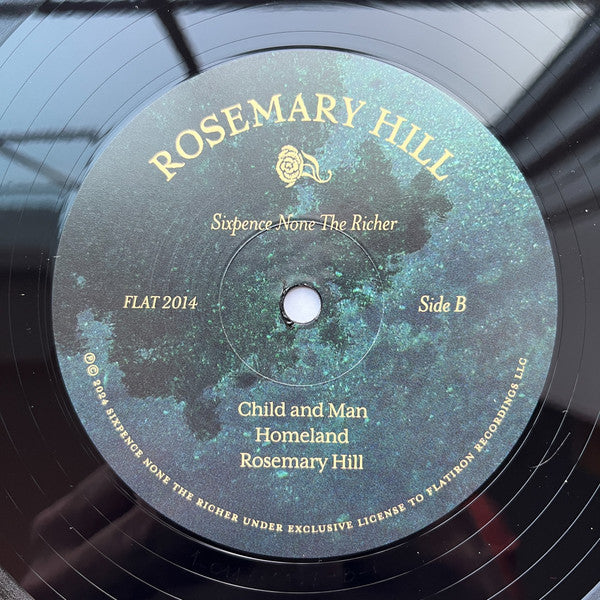 ROSEMARY HILL
Sixpence None The Richer
FLAT 2014
Side B
Child and Man
Homeland
Rosemary Hill
℗ © 2024 SIXPENCE NONE THE RICHER UNDER EXCLUSIVE LICENSE TO FLATIRON RECORDINGS LLC